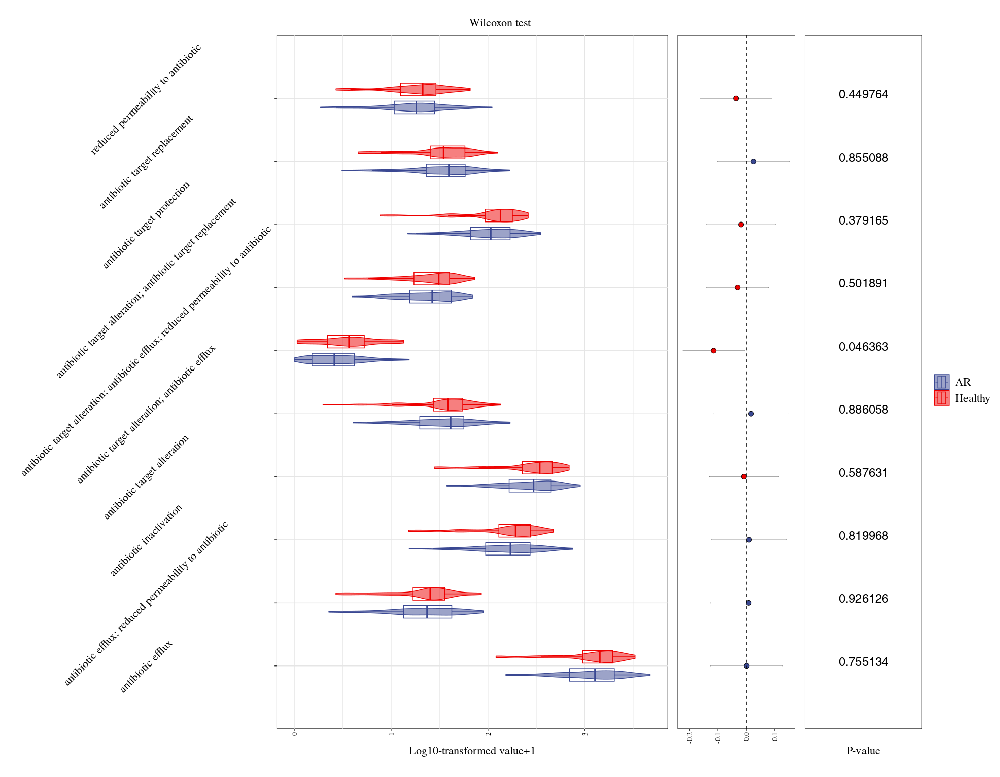 Wilcoxon test
reduced permeability to antibiotic
antibiotic target replacement
antibiotic target protection
antibiotic target alteration; antibiotic target replacement
antibiotic target alteration; antibiotic efflux; reduced permeability to antibiotic
antibiotic target alteration; antibiotic efflux
antibiotic target alteration
antibiotic inactivation
antibiotic efflux; reduced permeability to antibiotic
antibiotic efflux
0.449764
0.855088
0.379165
0.501891
0.046363
0.886058
0.587631
0.819968
0.926126
0.755134
AR
Healthy
0 1 2 3
-0.2 -0.1 0.0 0.1
Log10-transformed value+1
P-value